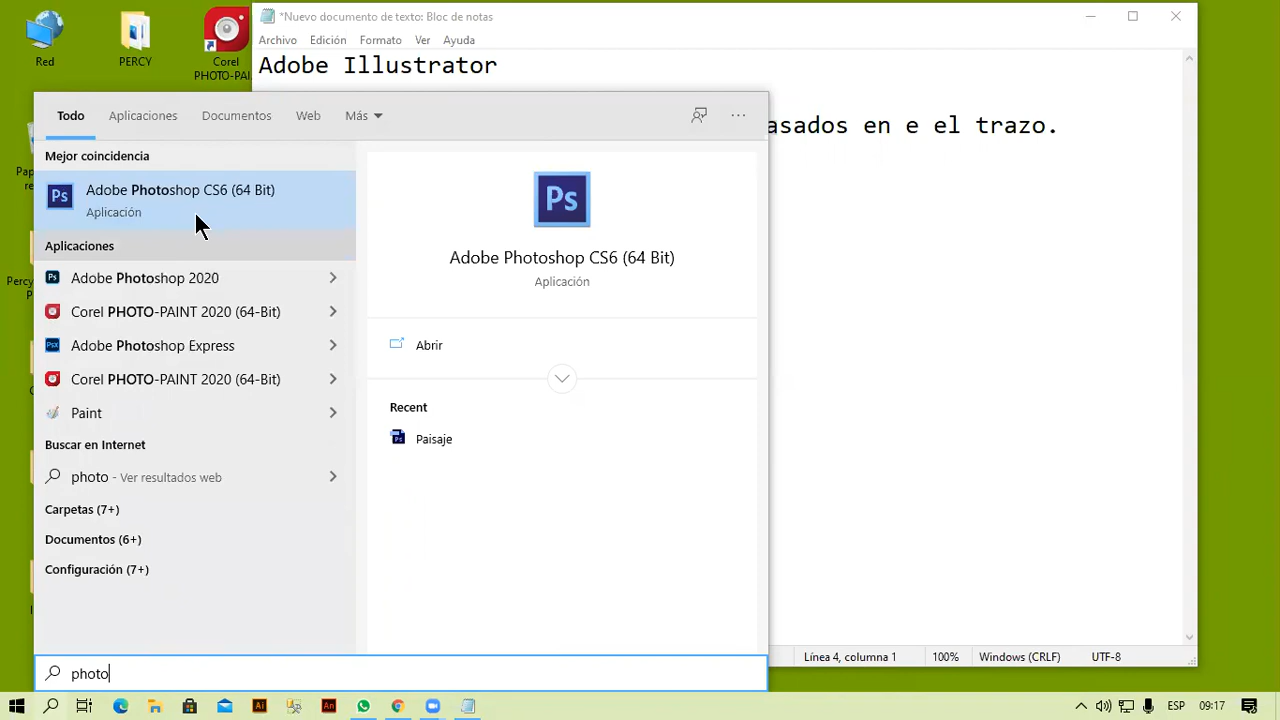 *Nuevo documento de texto: Bloc de notas
Archivo Edición Formato Ver Ayuda
Adobe Illustrator
asados en e el trazo.
Red
PERCY
Corel
PHOTO-PAI
Todo Aplicaciones Documentos Web Más
Mejor coincidencia
Ps
Adobe Photoshop CS6 (64 Bit)
Aplicación
Aplicaciones
Adobe Photoshop 2020
Corel PHOTO-PAINT 2020 (64-Bit)
Adobe Photoshop Express
Corel PHOTO-PAINT 2020 (64-Bit)
Paint
Buscar en Internet
photo - Ver resultados web
Carpetas (7+)
Documentos (6+)
Configuración (7+)
Ps
Adobe Photoshop CS6 (64 Bit)
Aplicación
Abrir
Recent
Paisaje
photo
Línea 4, columna 1 100% Windows (CRLF) UTF-8
Ai An ESP 09:17